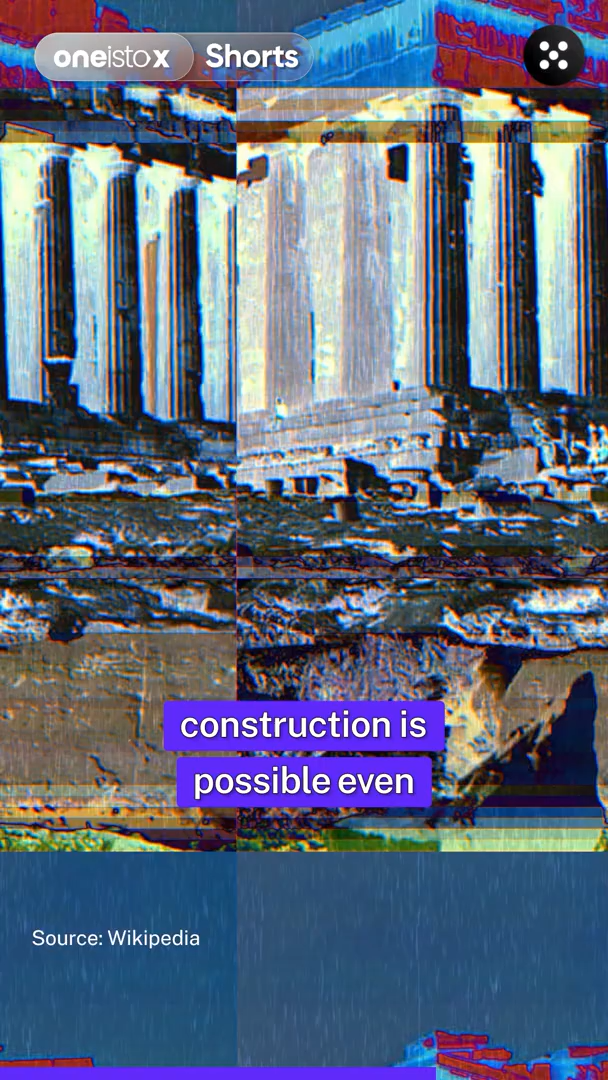 oneistox Shorts
construction is
possible even
Source: Wikipedia